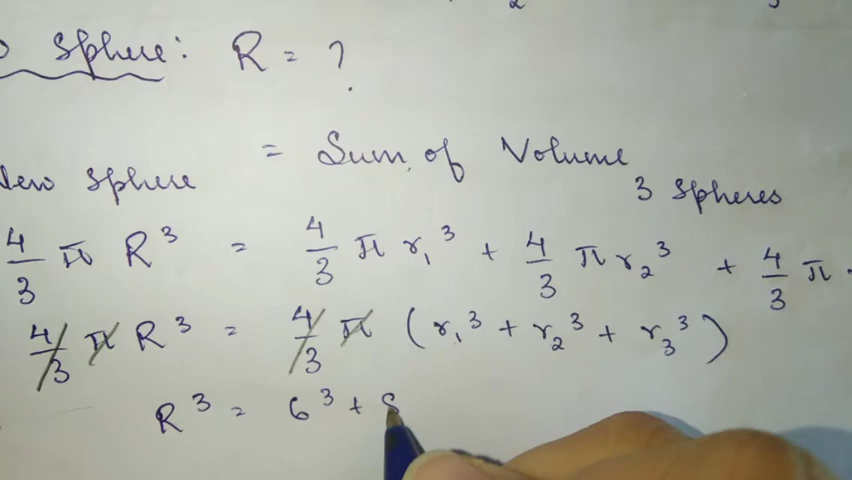 Sphere: R = ?
New sphere = Sum of Volume 3 spheres
4/3 π R³ = 4/3 π r₁³ + 4/3 π r₂³ + 4/3 π
4/3 π R³ = 4/3 π (r₁³ + r₂³ + r₃³)
R³ = 6³ + 8